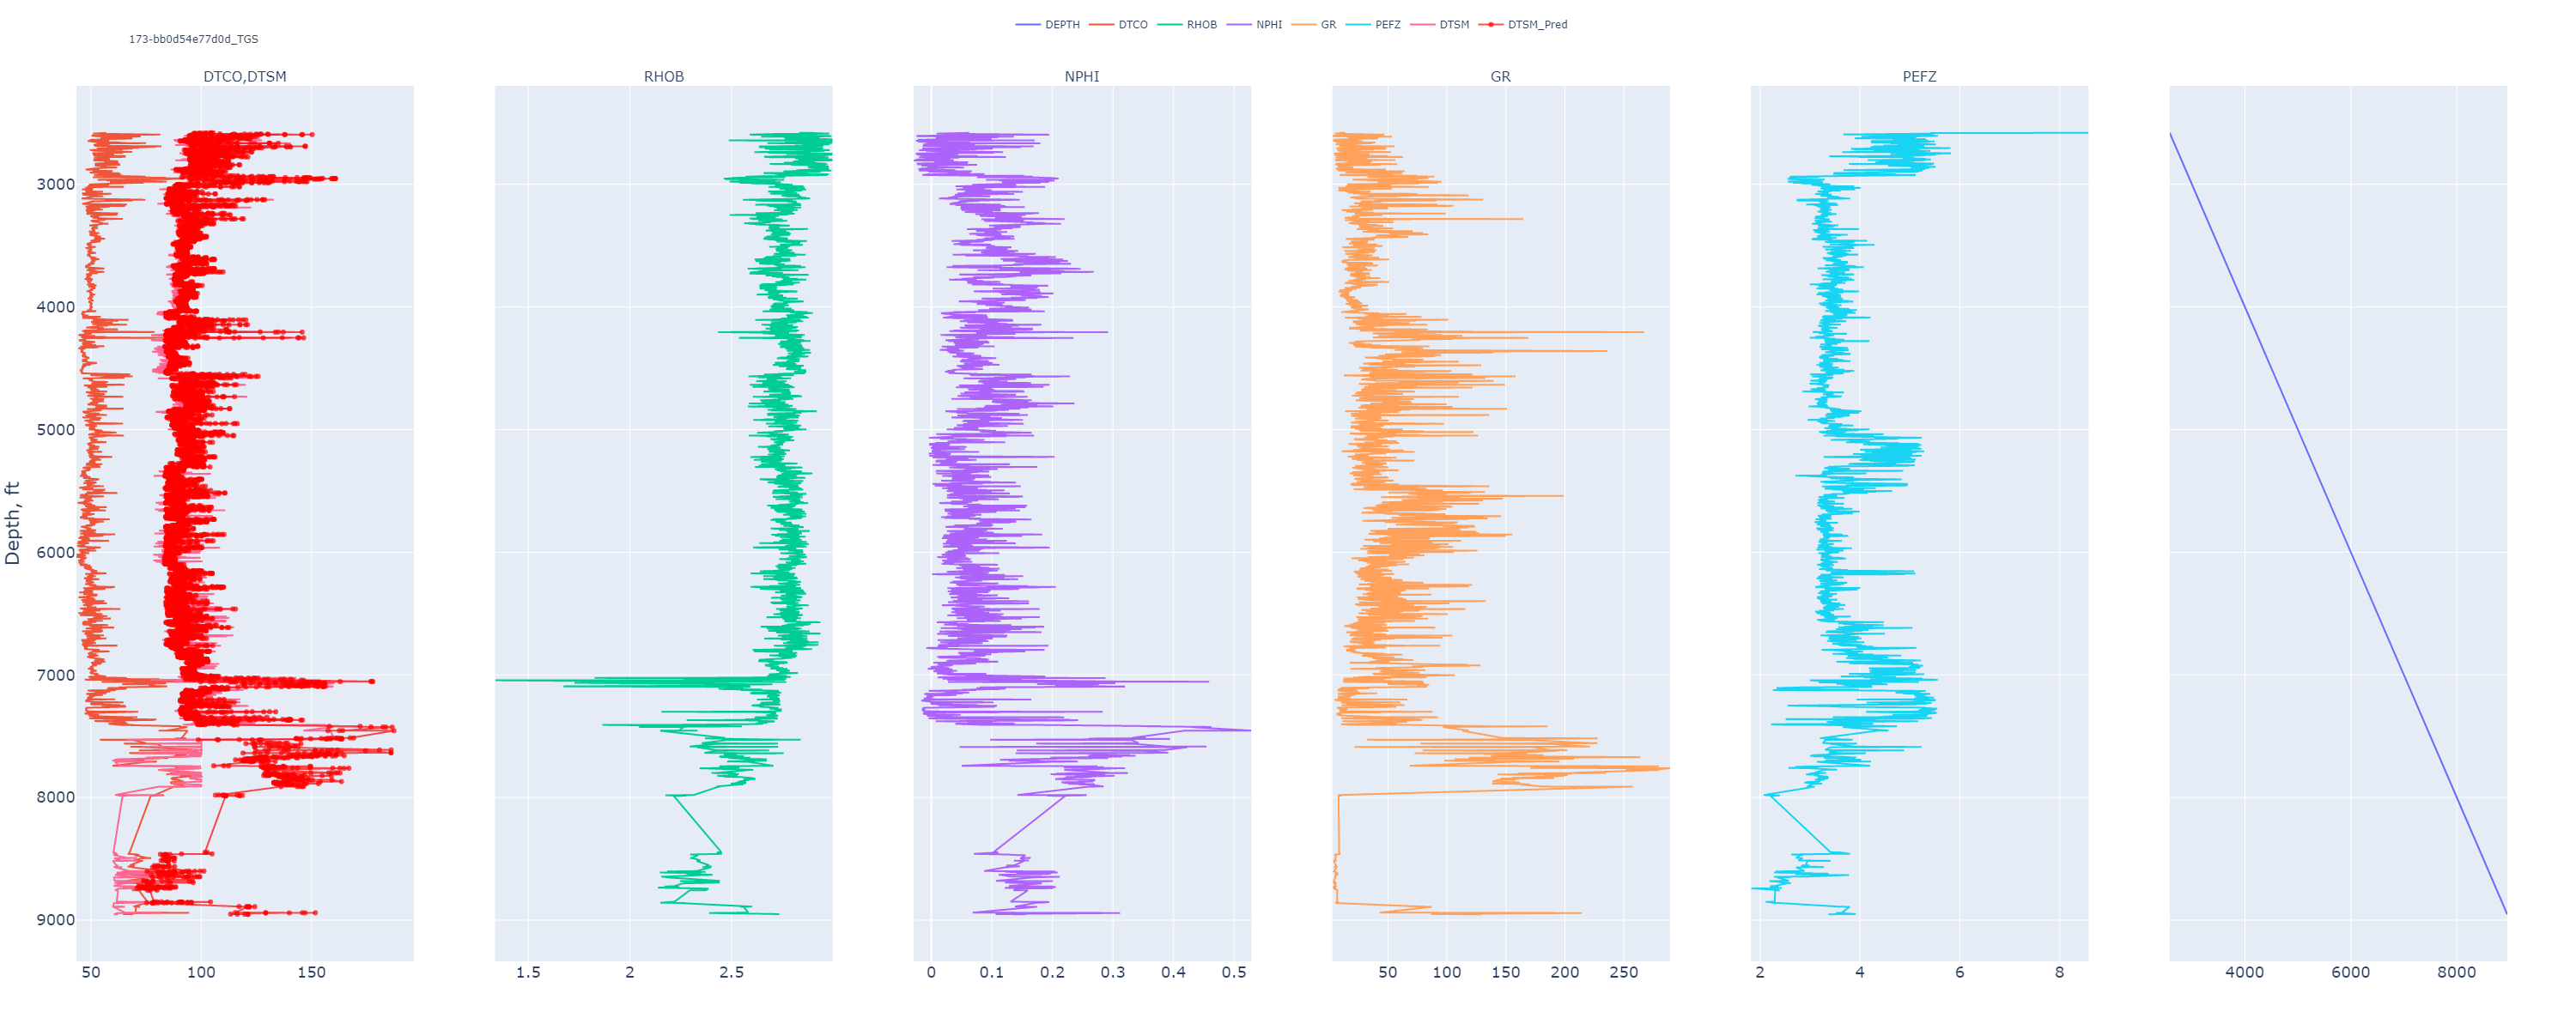 DEPTH DTCO RHOB NPHI GR PEFZ DTSM DTSM_Pred
173-bb0d54e77d0d_TGS
DTCO,DTSM RHOB NPHI GR PEFZ
Depth, ft
3000
4000
5000
6000
7000
8000
9000
50 100 150 1.5 2 2.5 0 0.1 0.2 0.3 0.4 0.5 50 100 150 200 250 2 4 6 8 4000 6000 8000